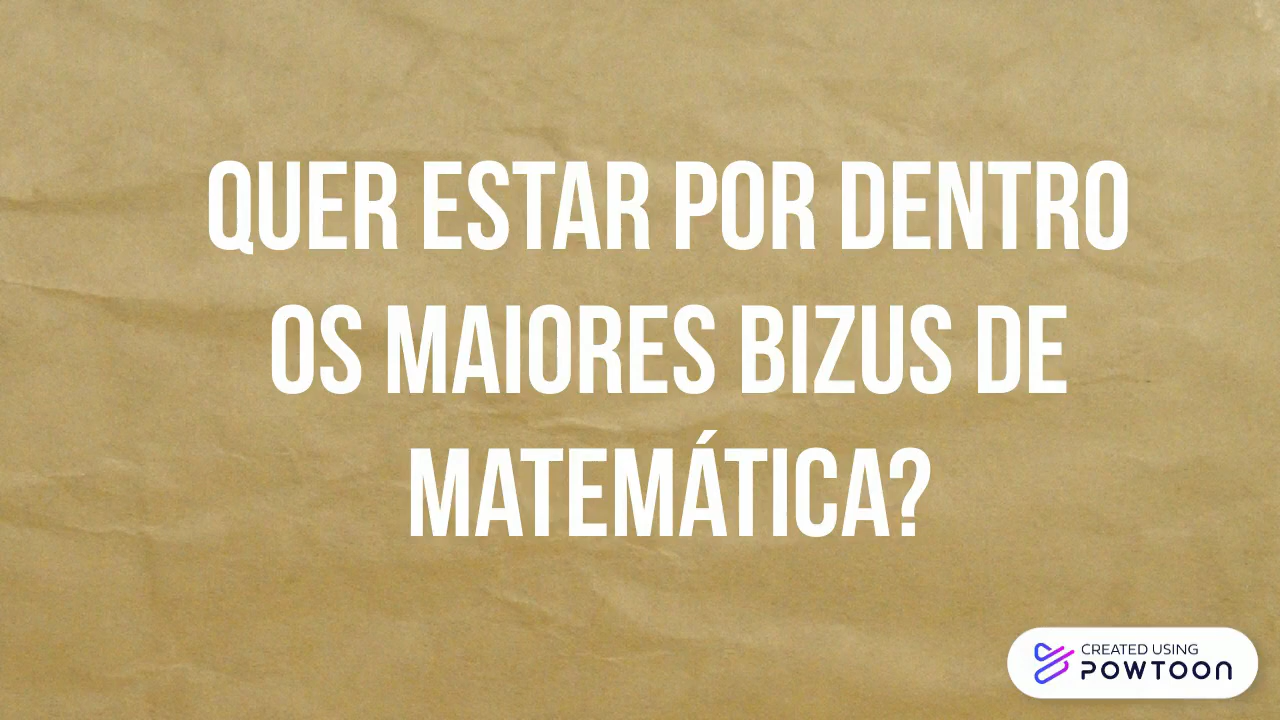 QUER ESTAR POR DENTRO
OS MAIORES BIZUS DE
MATEMÁTICA?
CREATED USING
POWTOON